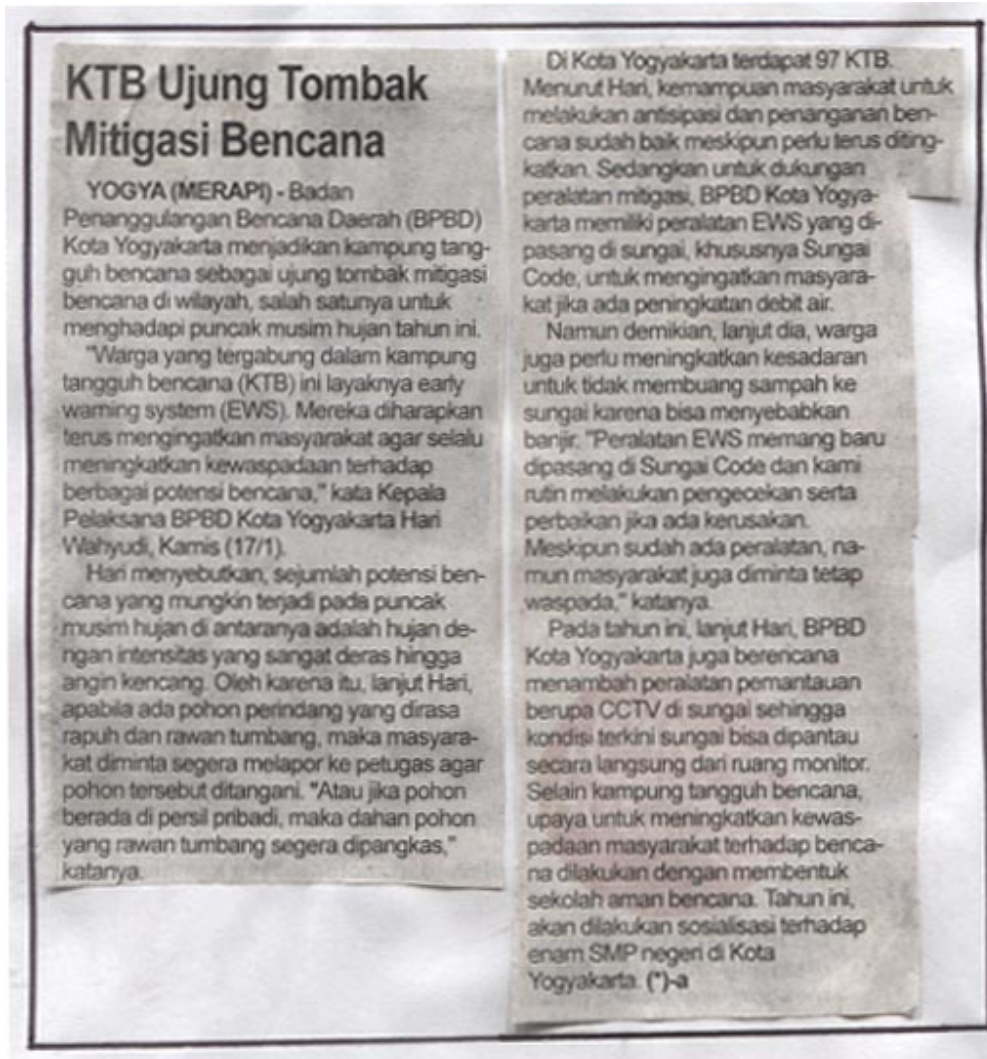 KTB Ujung Tombak
Mitigasi Bencana
YOGYA (MERAPI) - Badan
Penanggulangan Bencana Daerah (BPBD)
Kota Yogyakarta menjadikan kampung tang-
guh bencana sebagai ujung tombak mitigasi
bencana di wilayah, salah satunya untuk
menghadapi puncak musim hujan tahun ini.
"Warga yang tergabung dalam kampung
tangguh bencana (KTB) ini layaknya early
warning system (EWS). Mereka diharapkan
terus mengingatkan masyarakat agar selalu
meningkatkan kewaspadaan terhadap
berbagai potensi bencana," kata Kepala
Pelaksana BPBD Kota Yogyakarta Hari
Wahyudi, Kamis (17/1).
Hari menyebutkan, sejumlah potensi ben-
cana yang mungkin terjadi pada puncak
musim hujan di antaranya adalah hujan de-
ngan intensitas yang sangat deras hingga
angin kencang. Oleh karena itu, lanjut Hari,
apabila ada pohon perindang yang dirasa
rapuh dan rawan tumbang, maka masyara-
kat diminta segera melapor ke petugas agar
pohon tersebut ditangani. "Atau jika pohon
berada di persil pribadi, maka dahan pohon
yang rawan tumbang segera dipangkas,"
katanya.
Di Kota Yogyakarta terdapat 97 KTB.
Menurut Hari, kemampuan masyarakat untuk
melakukan antisipasi dan penanganan ben-
cana sudah baik meskipun perlu terus diting-
katkan. Sedangkan untuk dukungan
peralatan mitigasi, BPBD Kota Yogya-
karta memiliki peralatan EWS yang di-
pasang di sungai, khususnya Sungai
Code, untuk mengingatkan masyara-
kat jika ada peningkatan debit air.
Namun demikian, lanjut dia, warga
juga perlu meningkatkan kesadaran
untuk tidak membuang sampah ke
sungai karena bisa menyebabkan
banjir. "Peralatan EWS memang baru
dipasang di Sungai Code dan kami
rutin melakukan pengecekan serta
perbaikan jika ada kerusakan.
Meskipun sudah ada peralatan, na-
mun masyarakat juga diminta tetap
waspada," katanya.
Pada tahun ini, lanjut Hari, BPBD
Kota Yogyakarta juga berencana
menambah peralatan pemantauan
berupa CCTV di sungai sehingga
kondisi terkini sungai bisa dipantau
secara langsung dari ruang monitor.
Selain kampung tangguh bencana,
upaya untuk meningkatkan kewas-
padaan masyarakat terhadap benca-
na dilakukan dengan membentuk
sekolah aman bencana. Tahun ini,
akan dilakukan sosialisasi terhadap
enam SMP negeri di Kota
Yogyakarta. (*)-a